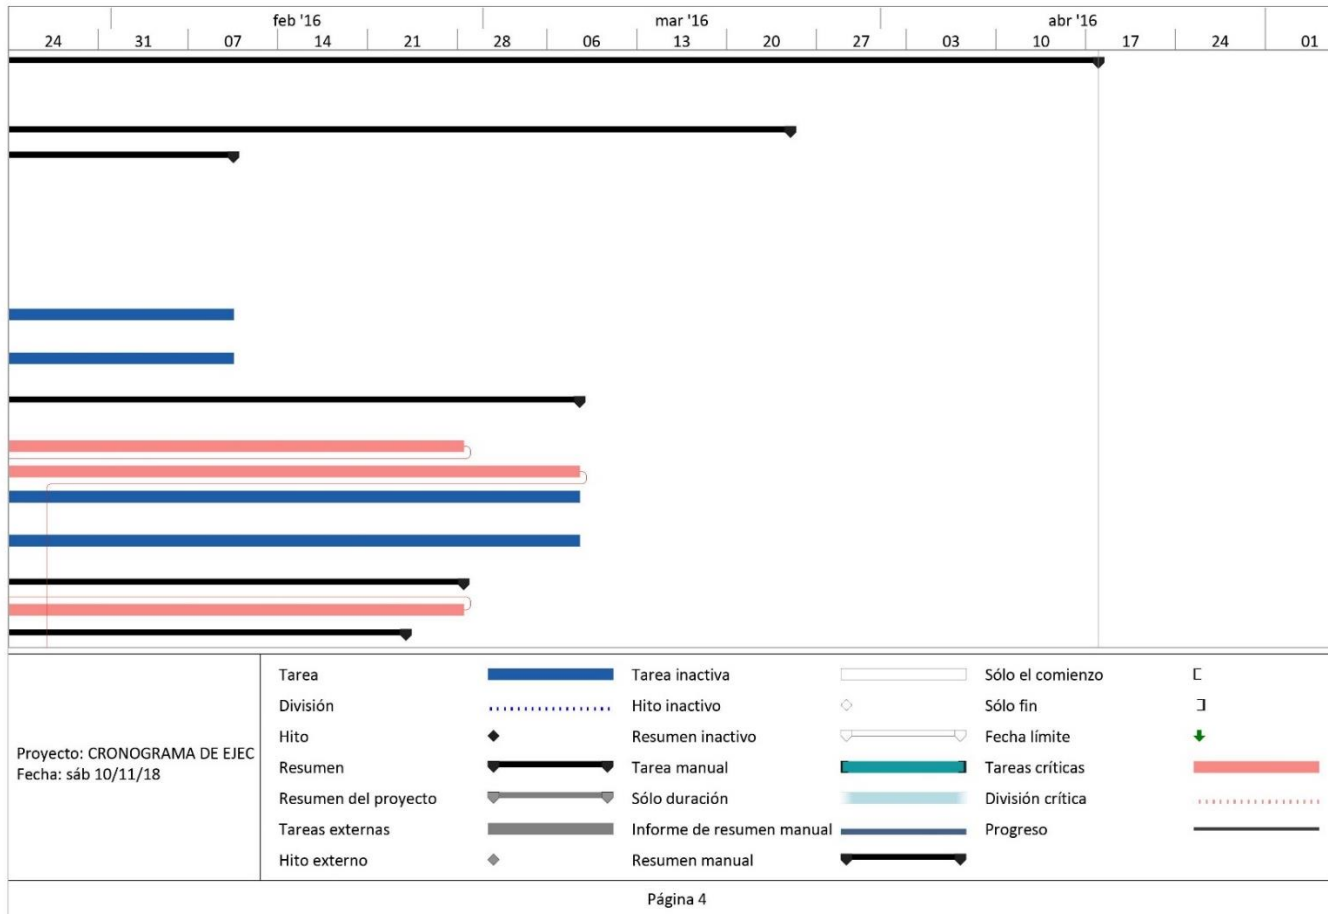 feb '16 mar '16 abr '16
24 31 07 14 21 28 06 13 20 27 03 10 17 24 01
Proyecto: CRONOGRAMA DE EJEC
Fecha: sáb 10/11/18
Tarea
División
Hito
Resumen
Resumen del proyecto
Tareas externas
Hito externo
Tarea inactiva
Hito inactivo
Resumen inactivo
Tarea manual
Sólo duración
Informe de resumen manual
Resumen manual
Sólo el comienzo
Sólo fin
Fecha límite
Tareas críticas
División crítica
Progreso
Página 4